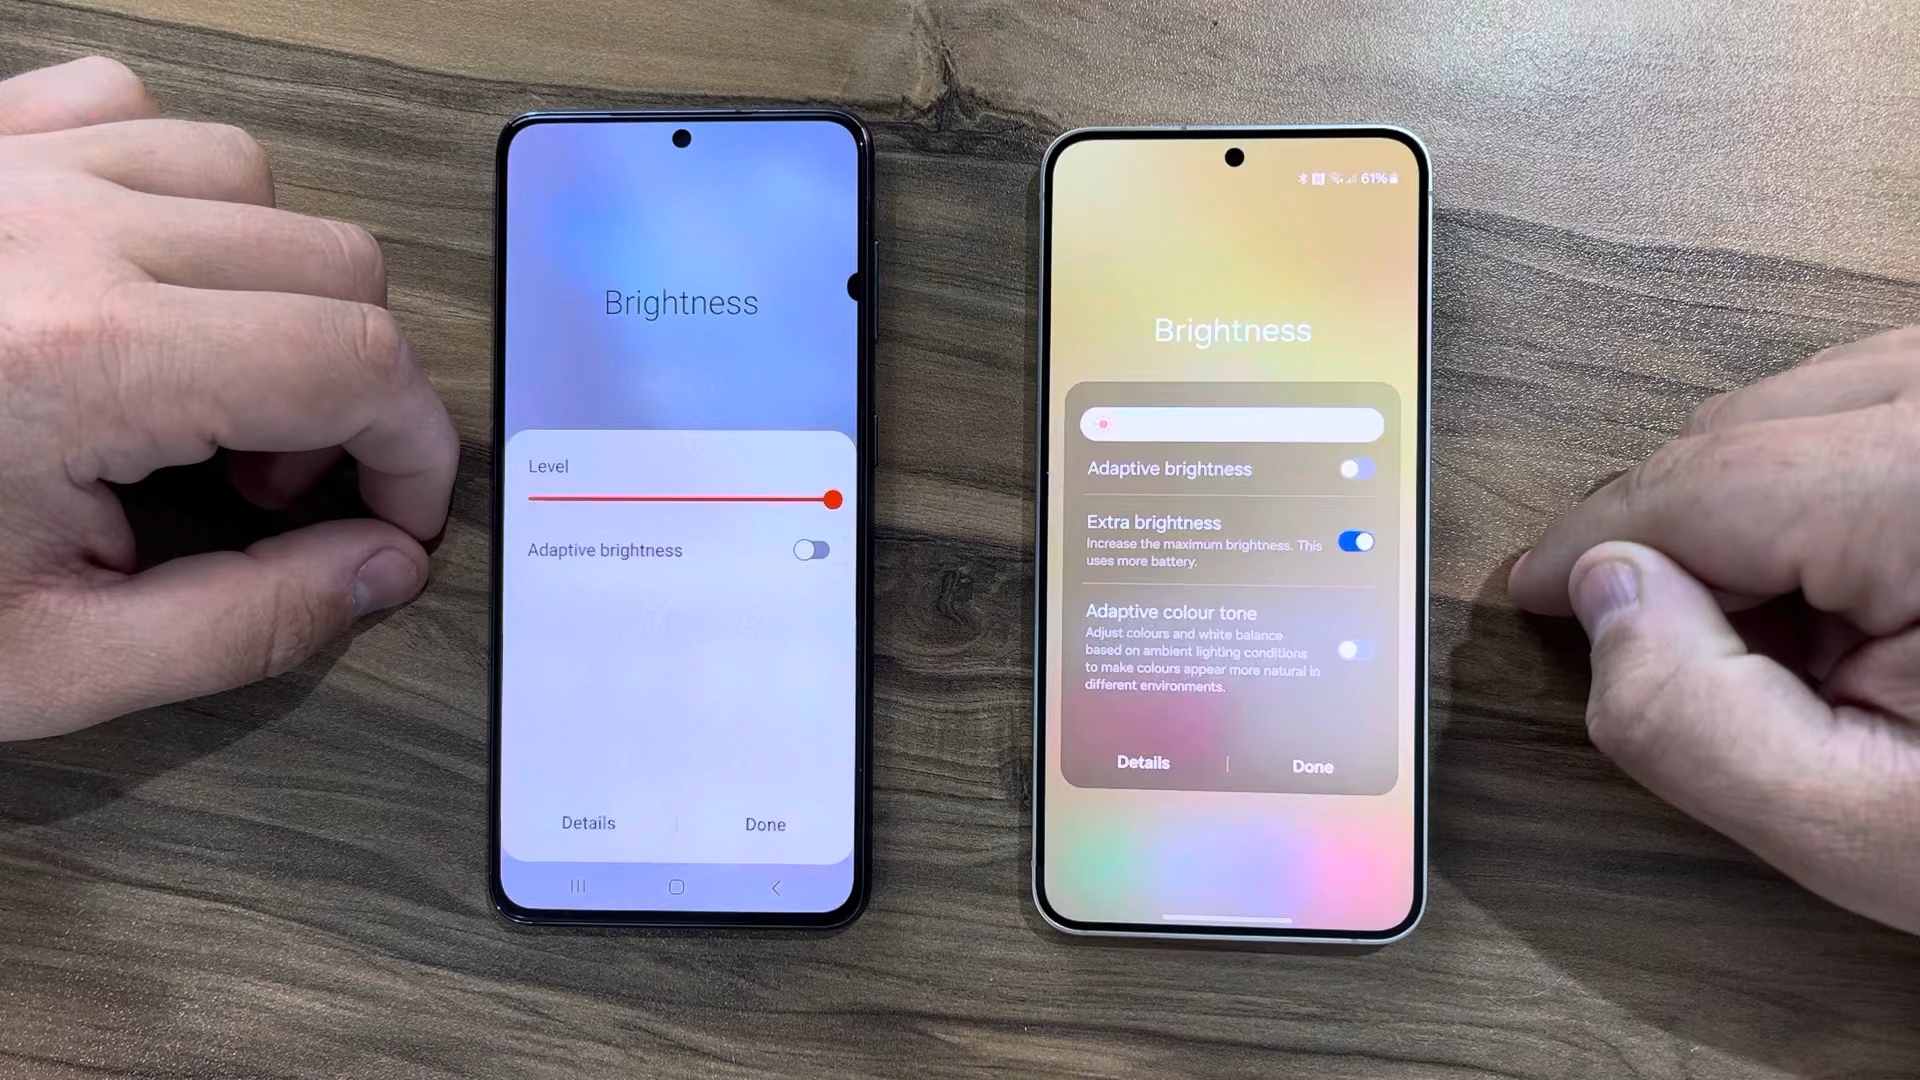 Brightness
Level
Adaptive brightness
Details
Done
61%
Brightness
Adaptive brightness
Extra brightness
Increase the maximum brightness. This
uses more battery.
Adaptive colour tone
Adjust colours and white balance
based on ambient lighting conditions
to make colours appear more natural in
different environments.
Details
Done